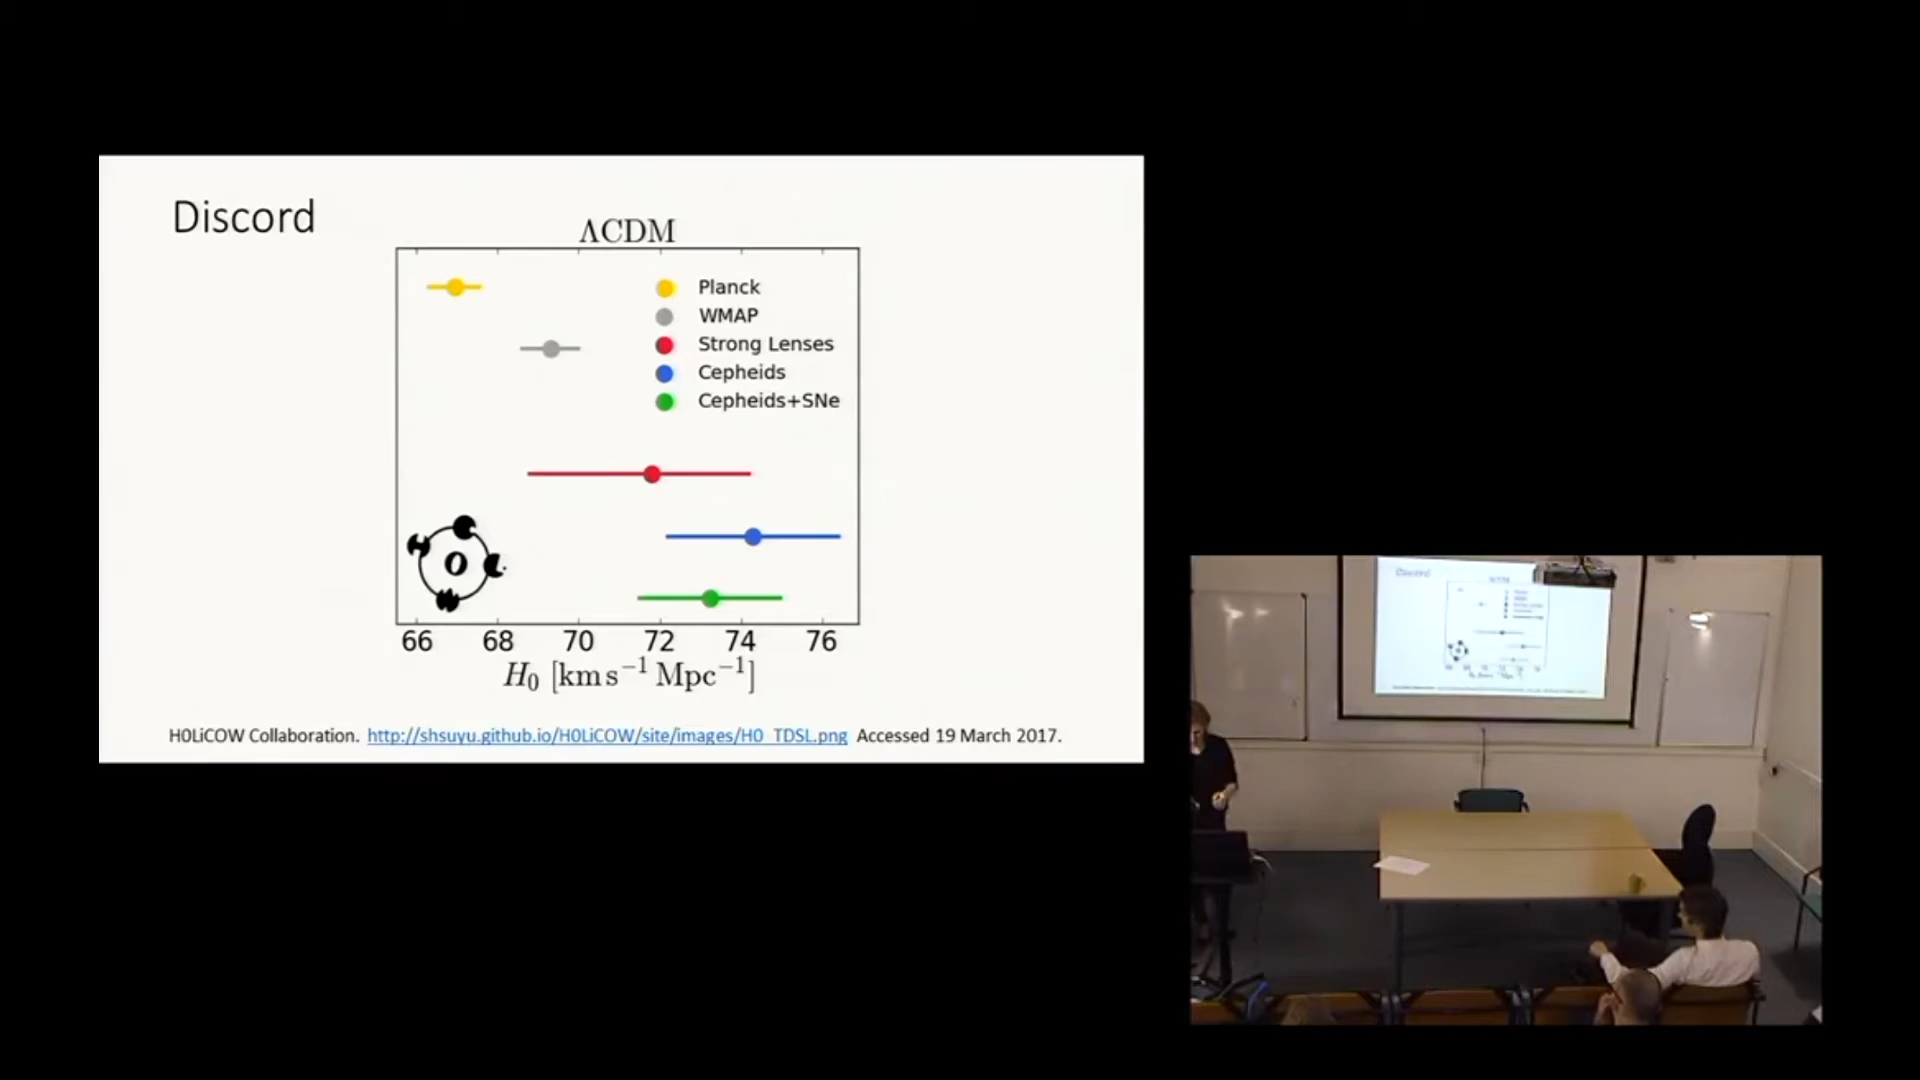 Discord
ΛCDM
Planck
WMAP
Strong Lenses
Cepheids
Cepheids+SNe
66 68 70 72 74 76
H₀ [km s⁻¹ Mpc⁻¹]
H0LiCOW Collaboration. http://shsuyu.github.io/H0LiCOW/site/images/H0_TDSL.png Accessed 19 March 2017.
Discord